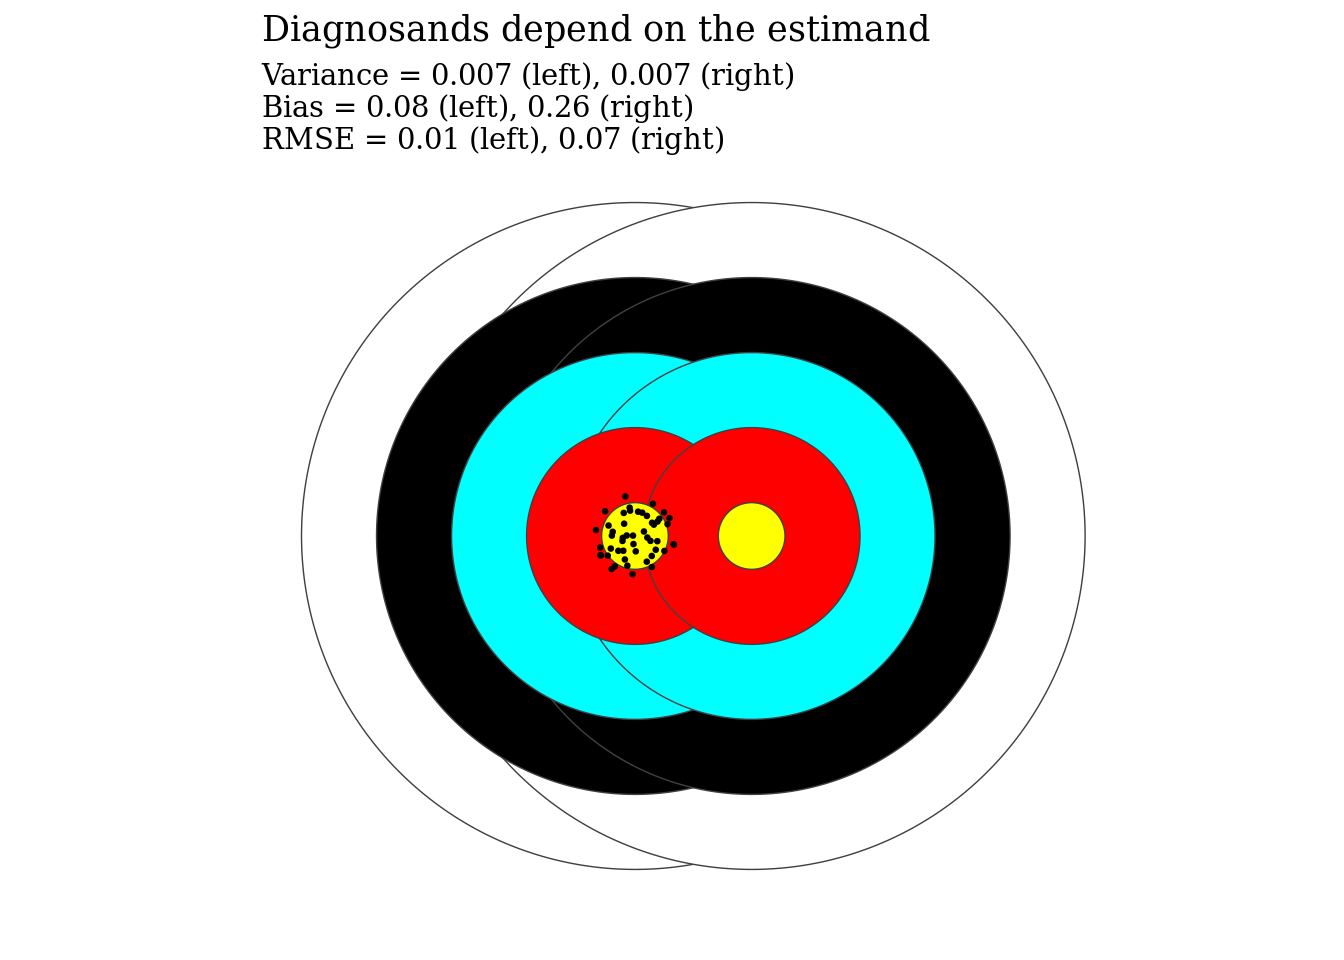 Diagnosands depend on the estimand
Variance = 0.007 (left), 0.007 (right)
Bias = 0.08 (left), 0.26 (right)
RMSE = 0.01 (left), 0.07 (right)